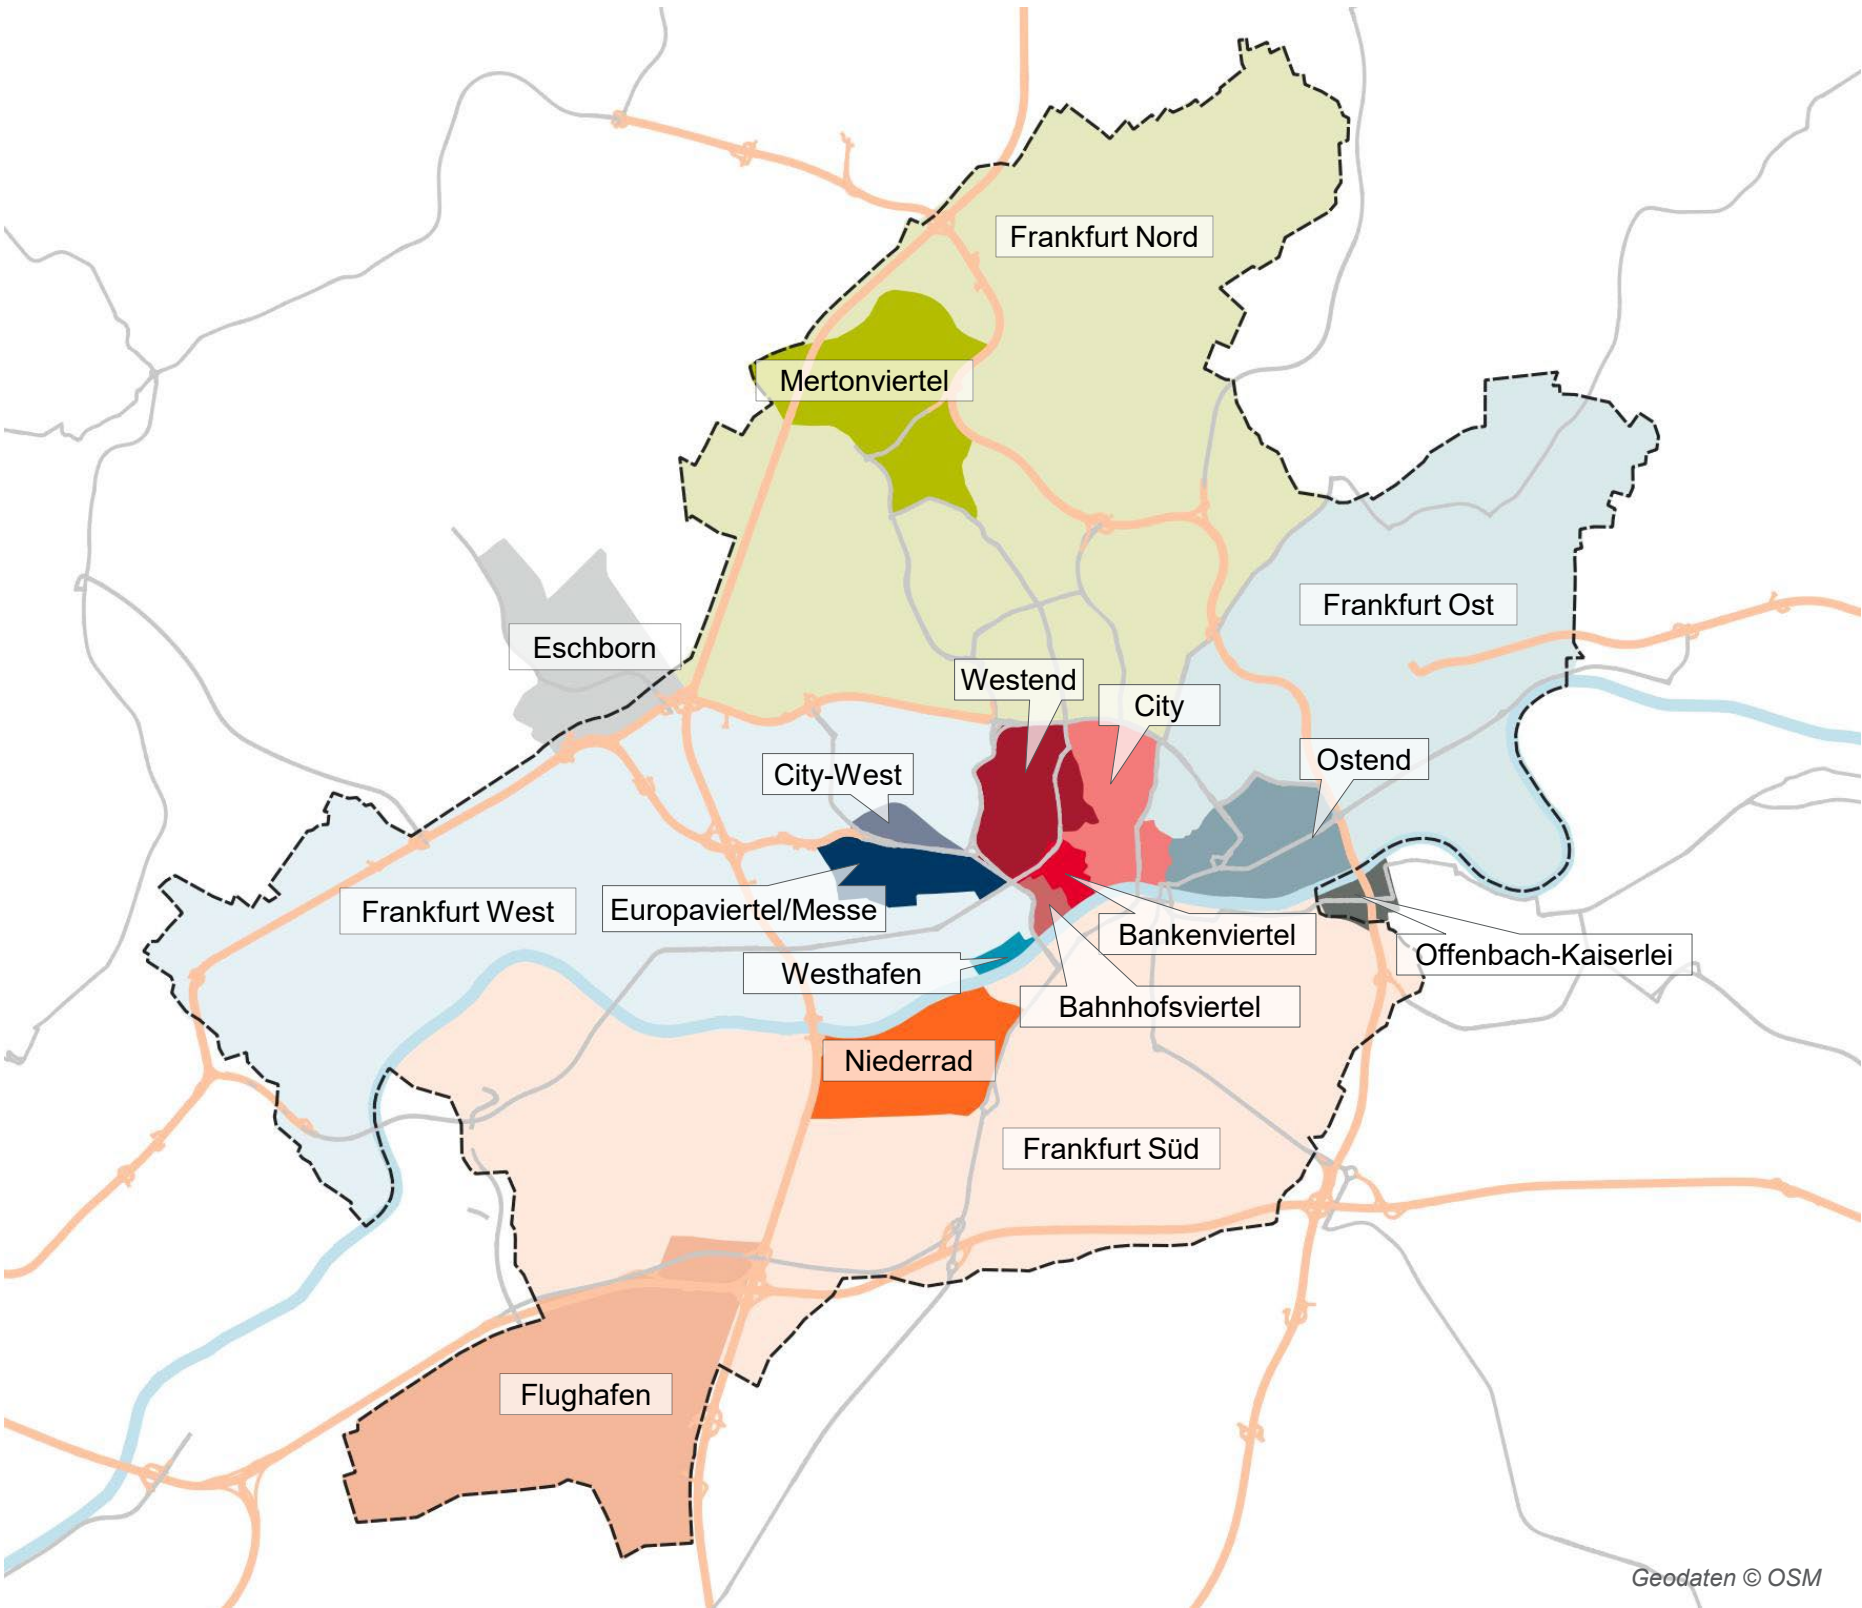 Frankfurt Nord
Mertonviertel
Frankfurt Ost
Eschborn
Westend
City
Ostend
City-West
Frankfurt West
Europaviertel/Messe
Bankenviertel
Offenbach-Kaiserlei
Westhafen
Bahnhofsviertel
Niederrad
Frankfurt Süd
Flughafen
Geodaten © OSM